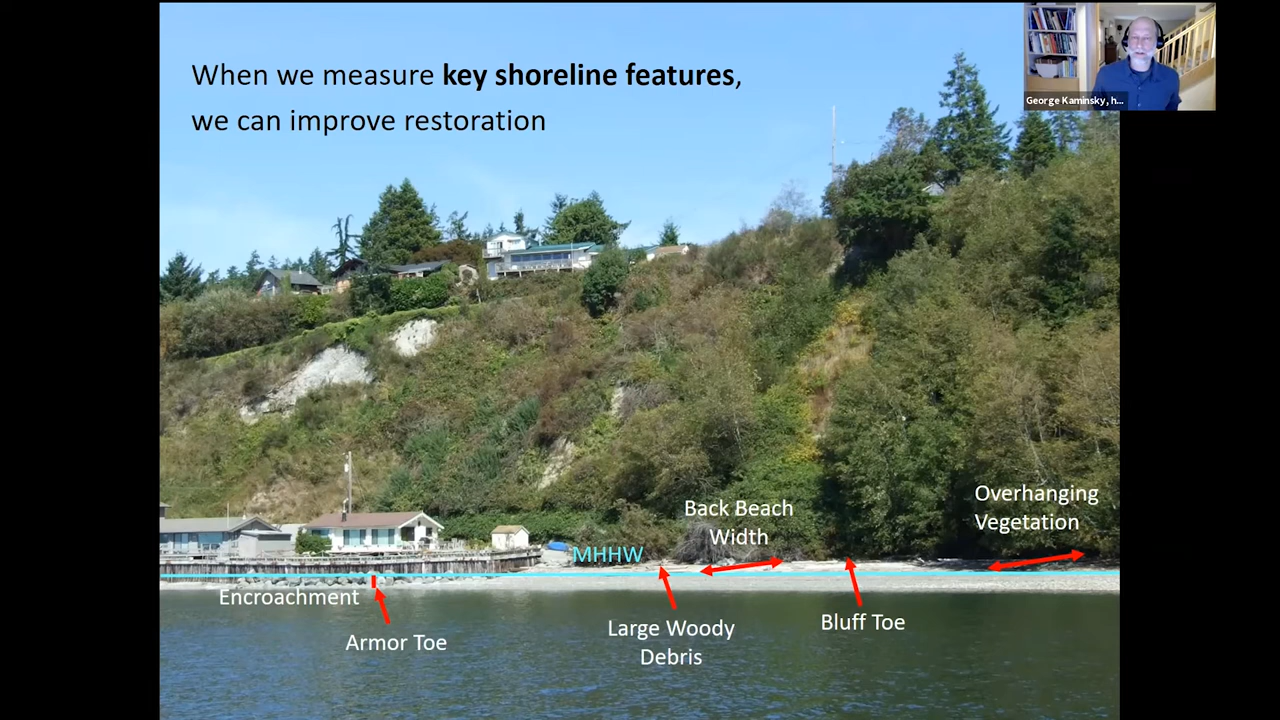 When we measure key shoreline features,
we can improve restoration
George Kaminsky, h...
Overhanging
Vegetation
Back Beach
Width
MHHW
Encroachment
Armor Toe
Large Woody
Debris
Bluff Toe